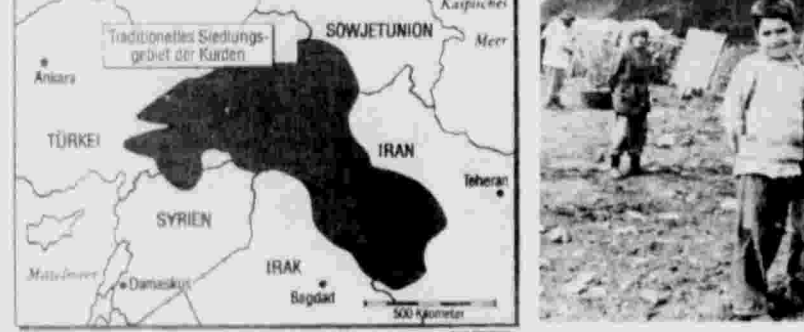 Kaspisches
Meer
SOWJETUNION
Traditionelles Siedlungs-
gebiet der Kurden
Ankara
TÜRKEI
IRAN
Teheran
SYRIEN
Mittelmeer
Damaskus
IRAK
Bagdad
500 Kilometer